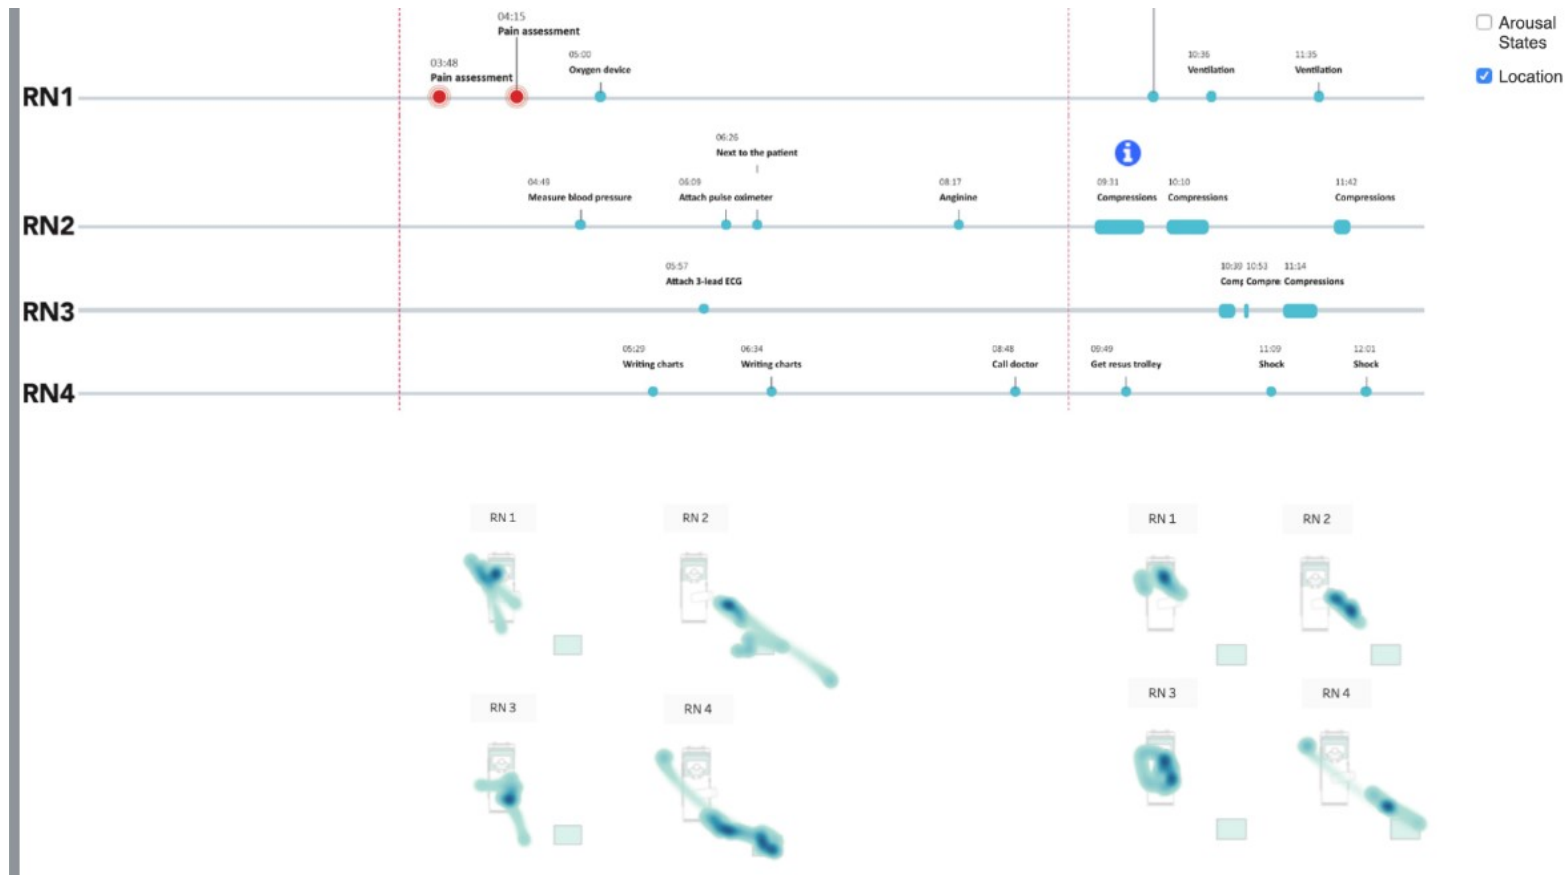 04:15
Pain assessment
Arousal
States
Location
03:48
Pain assessment
05:00
Oxygen device
10:36
Ventilation
11:35
Ventilation
RN1
06:26
Next to the patient
i
04:49
Measure blood pressure
06:09
Attach pulse oximeter
08:17
Anginine
09:31
Compressions
10:10
Compressions
11:42
Compressions
RN2
05:57
Attach 3-lead ECG
10:39 10:53 11:14
Comp Compre: Compressions
RN3
05:29
Writing charts
06:34
Writing charts
08:48
Call doctor
09:49
Get resus trolley
11:09
Shock
12:01
Shock
RN4
RN 1
RN 2
RN 1
RN 2
RN 3
RN 4
RN 3
RN 4